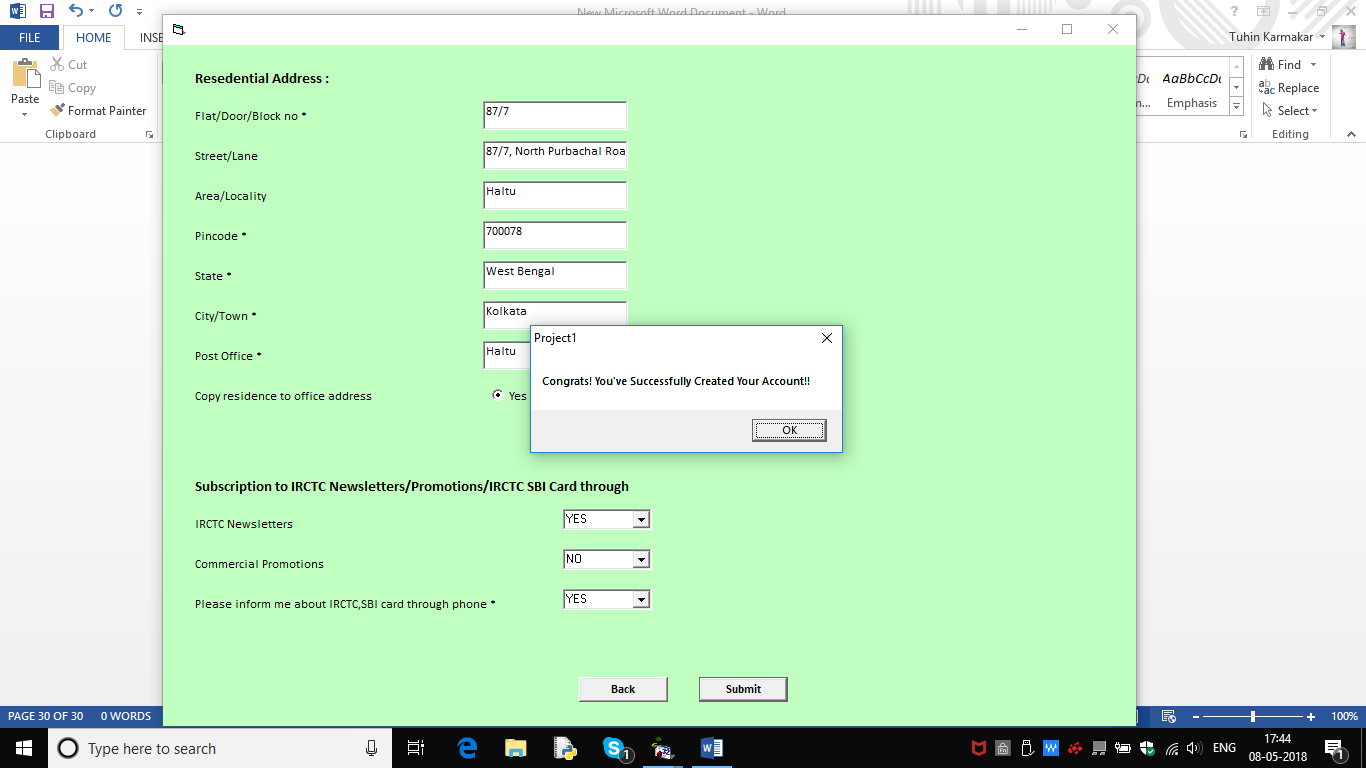 New Microsoft Word Document - Word
FILE
HOME
INSE
Tuhin Karmakar
Paste
Cut
Copy
Format Painter
Clipboard
AaBbCcDc
Emphasis
Find
Replace
Select
Editing
Resedential Address :
Flat/Door/Block no * 87/7
Street/Lane 87/7, North Purbachal Roa
Area/Locality Haltu
Pincode * 700078
State * West Bengal
City/Town * Kolkata
Post Office * Haltu
Copy residence to office address Yes
Project1
Congrats! You've Successfully Created Your Account!!
OK
Subscription to IRCTC Newsletters/Promotions/IRCTC SBI Card through
IRCTC Newsletters YES
Commercial Promotions NO
Please inform me about IRCTC,SBI card through phone * YES
Back Submit
PAGE 30 OF 30 0 WORDS 100%
Type here to search
1
W
ENG
17:44
08-05-2018
1